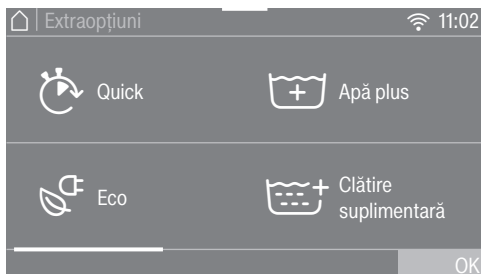 Extraopțiuni
11:02
Quick
Apă plus
Eco
Clătire
suplimentară
OK